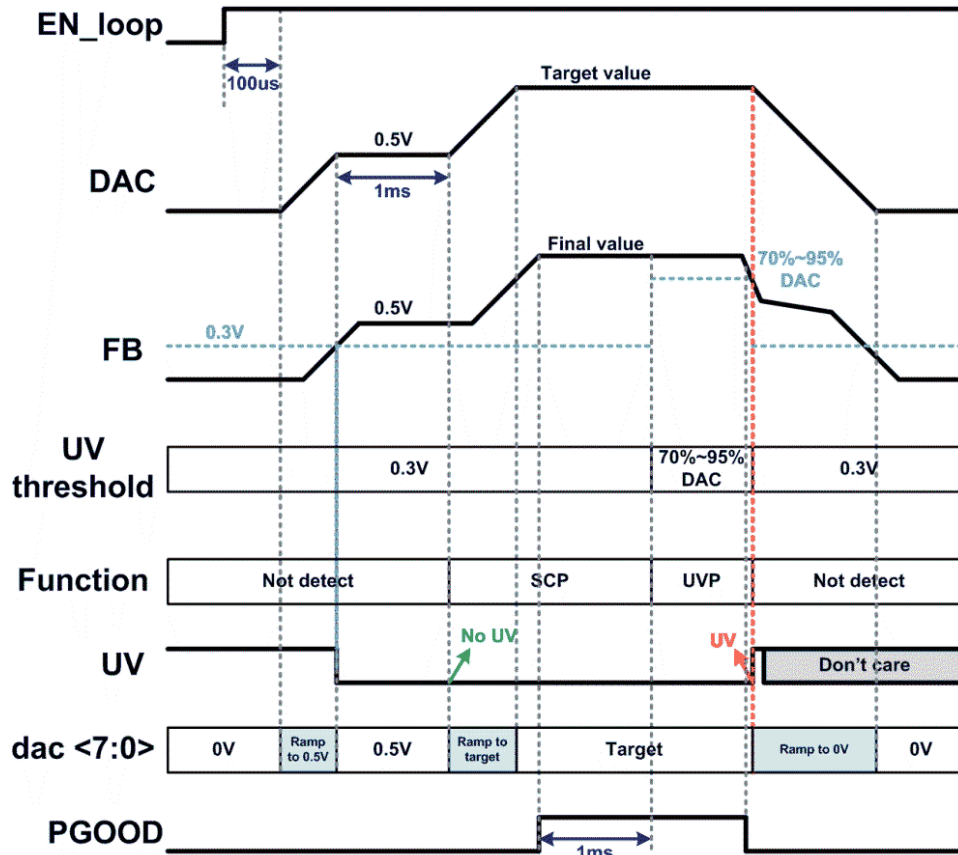 EN_loop
100us
Target value
0.5V
DAC
1ms
Final value
70%~95%
DAC
0.5V
0.3V
FB
UV
threshold
0.3V
70%~95%
DAC
0.3V
Function
Not detect
SCP
UVP
Not detect
No UV
UV
UV
Don't care
dac <7:0>
0V
Ramp
to 0.5V
0.5V
Ramp to
target
Target
Ramp to 0V
0V
PGOOD
1ms